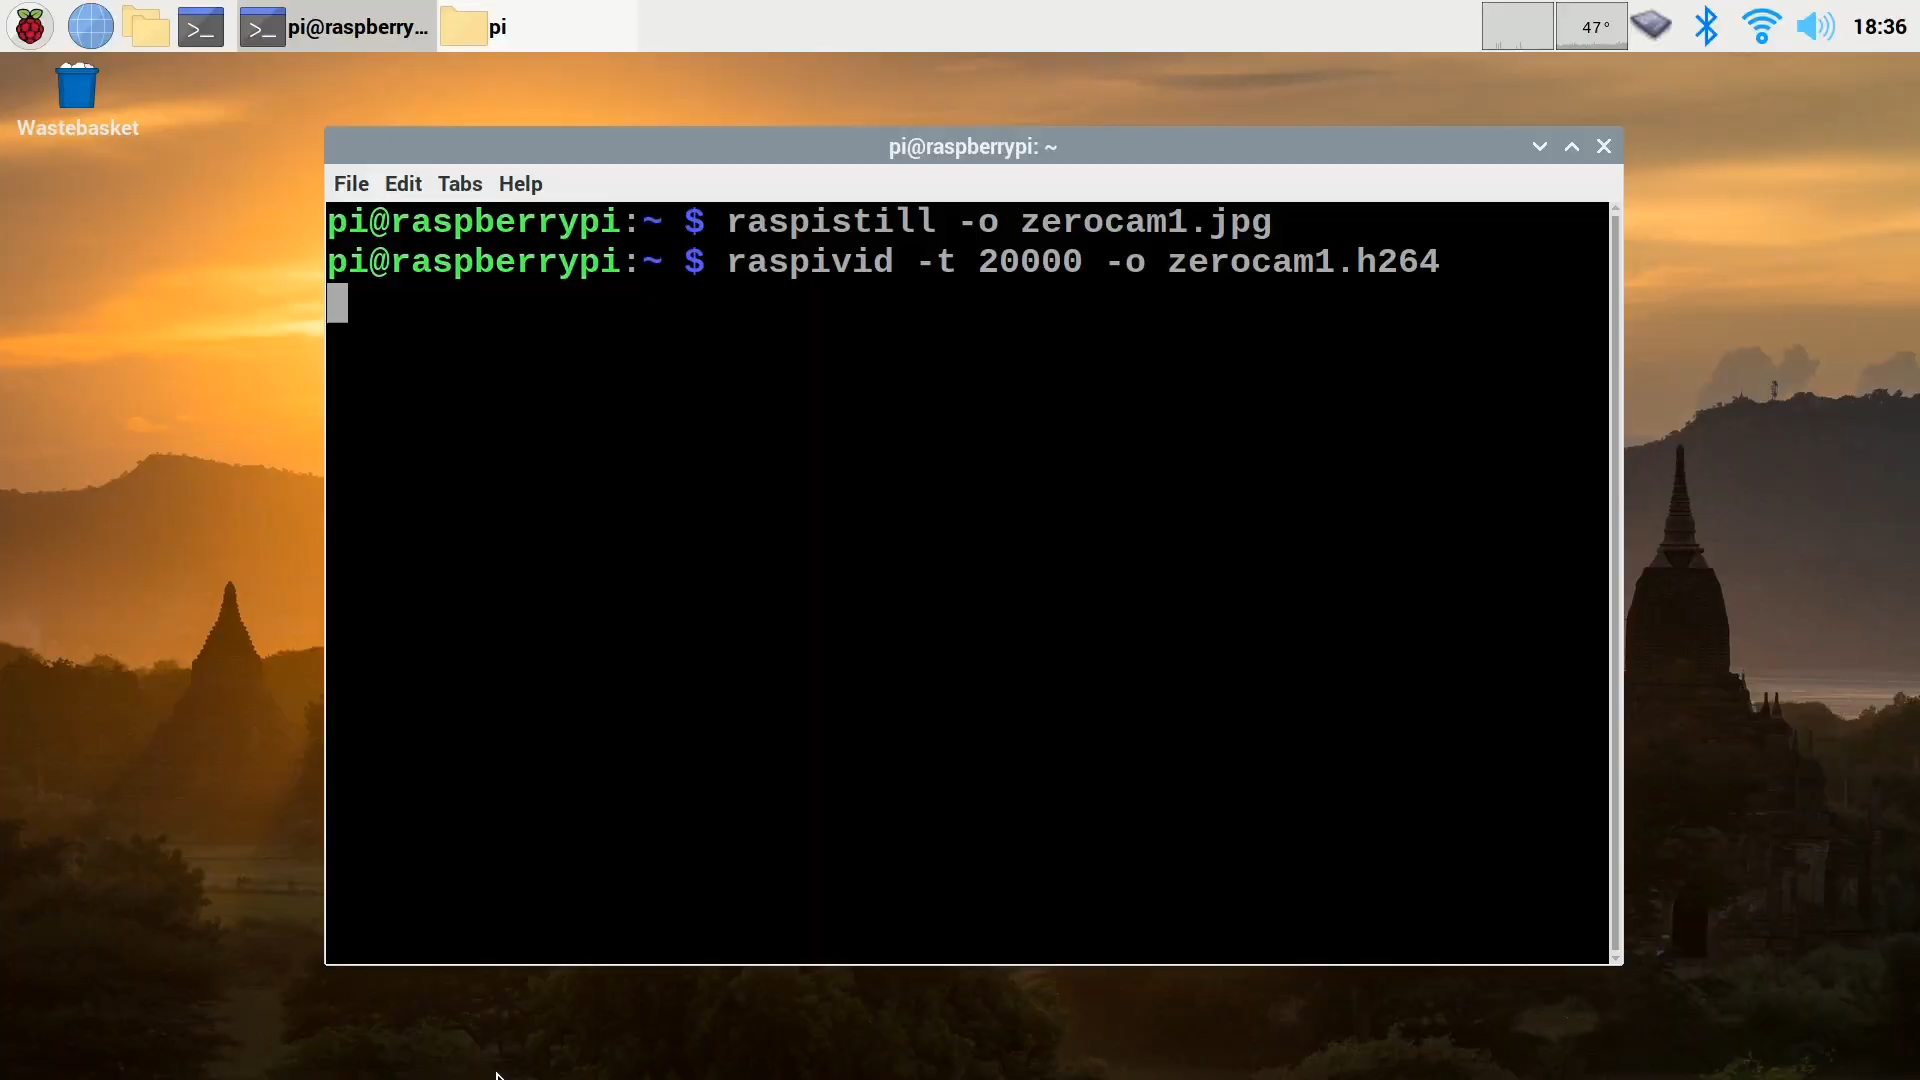 pi@raspberry... pi 47° 18:36
Wastebasket
pi@raspberrypi: ~
File Edit Tabs Help
pi@raspberrypi:~ $ raspistill -o zerocam1.jpg
pi@raspberrypi:~ $ raspivid -t 20000 -o zerocam1.h264